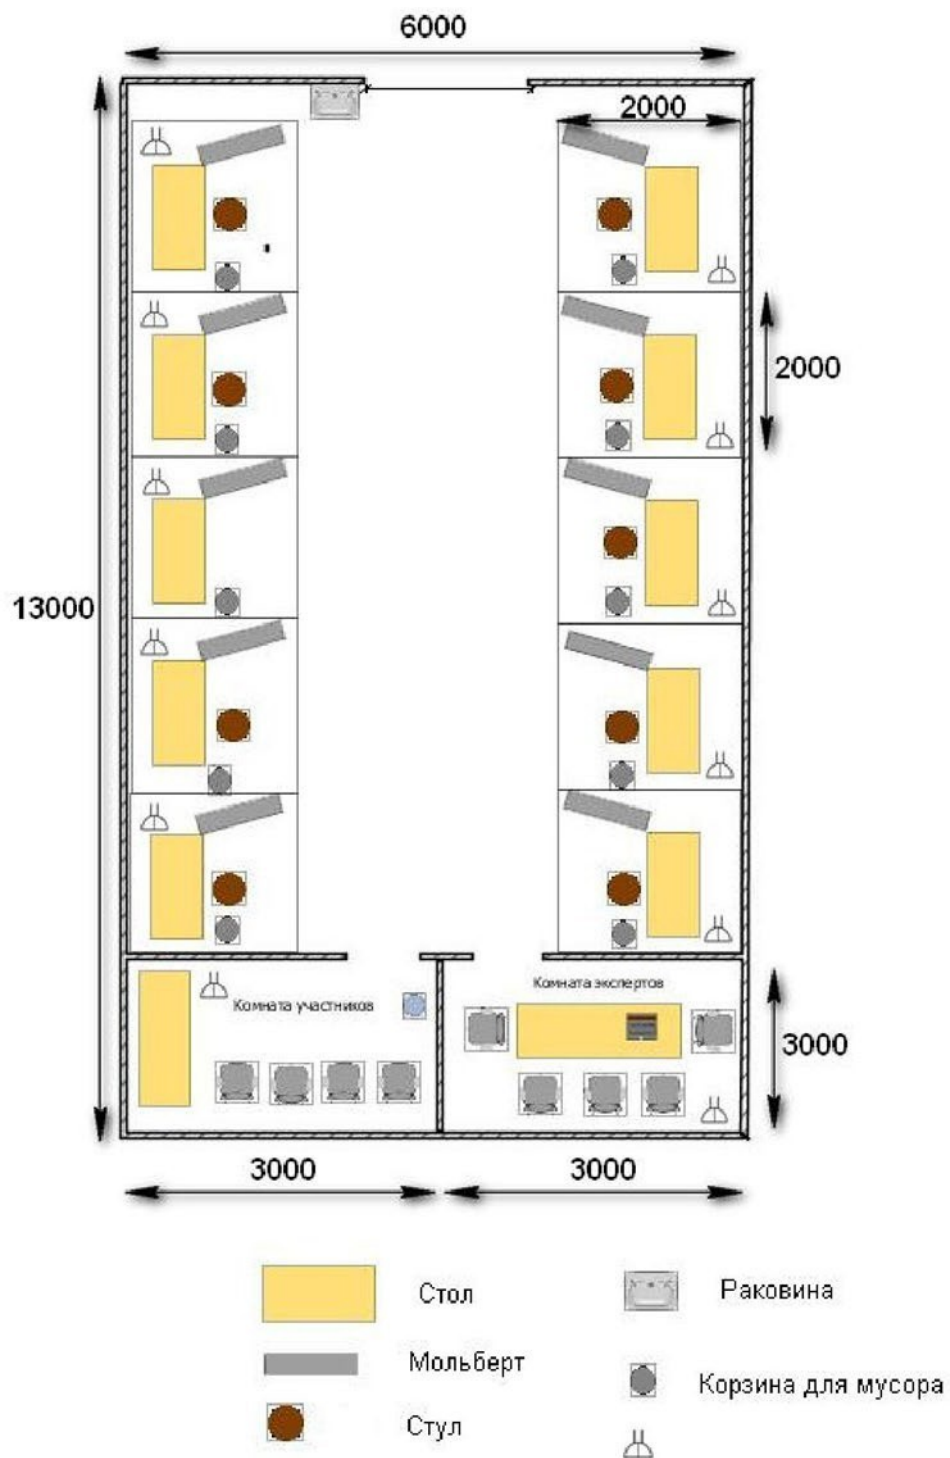 6000
2000
2000
13000
Комната участников
Комната экспертов
3000
3000
3000
Стол
Раковина
Мольберт
Корзина для мусора
Стул